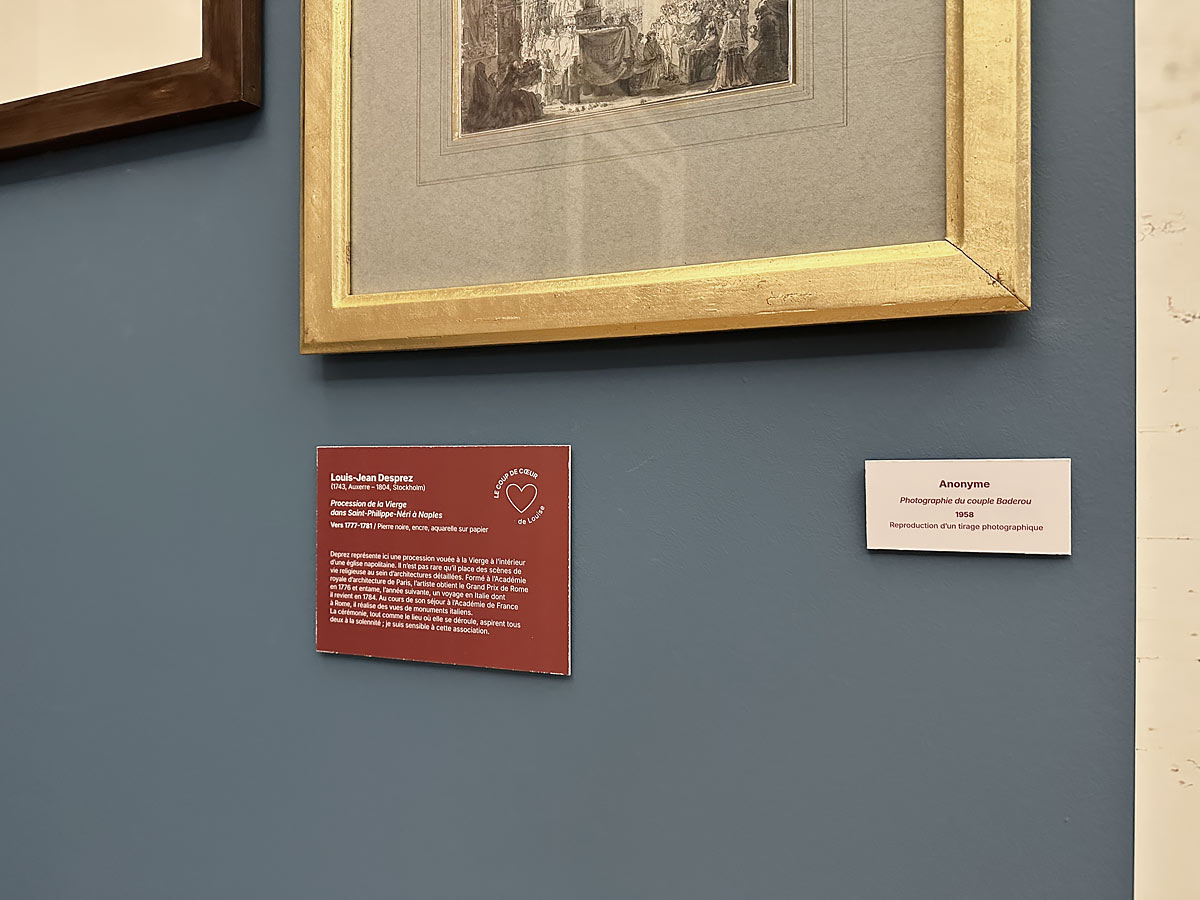 Louis-Jean Desprez
(1743, Auxerre – 1804, Stockholm)
Procession de la Vierge
dans Saint-Philippe-Néri à Naples
Vers 1777-1781 / Pierre noire, encre, aquarelle sur papier
LE COUP DE CŒUR
de Louise
Deprez représente ici une procession vouée à la Vierge à l'intérieur
d'une église napolitaine. Il n'est pas rare qu'il place des scènes de
vie religieuse au sein d'architectures détaillées. Formé à l'Académie
royale d'architecture de Paris, l'artiste obtient le Grand Prix de Rome
en 1776 et entame, l'année suivante, un voyage en Italie dont
il revient en 1784. Au cours de son séjour à l'Académie de France
à Rome, il réalise des vues de monuments italiens.
La cérémonie, tout comme le lieu où elle se déroule, aspirent tous
deux à la solennité ; je suis sensible à cette association.
Anonyme
Photographie du couple Baderou
1958
Reproduction d'un tirage photographique